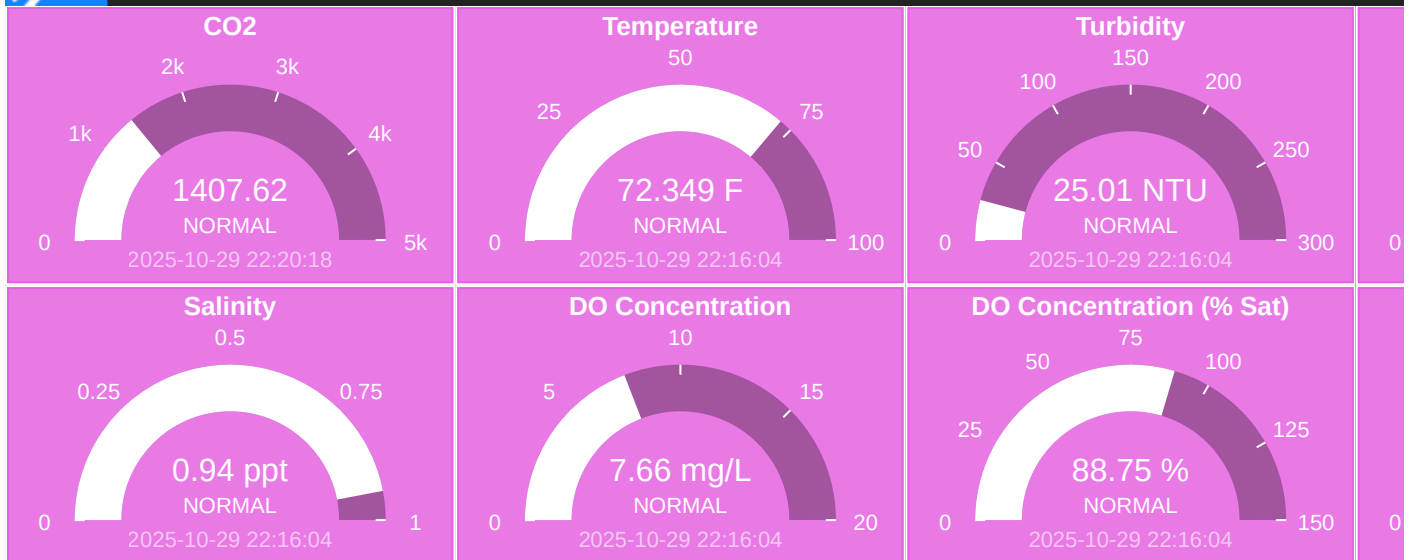 CO2
2k 3k
1k 4k
1407.62
NORMAL
0 5k
2025-10-29 22:20:18
Temperature
50
25 75
72.349 F
NORMAL
0 100
2025-10-29 22:16:04
Turbidity
150
100 200
50 250
25.01 NTU
NORMAL
0 300
2025-10-29 22:16:04
0
Salinity
0.5
0.25 0.75
0.94 ppt
NORMAL
0 1
2025-10-29 22:16:04
DO Concentration
10
5 15
7.66 mg/L
NORMAL
0 20
2025-10-29 22:16:04
DO Concentration (% Sat)
75
50 100
25 125
88.75 %
NORMAL
0 150
2025-10-29 22:16:04
0